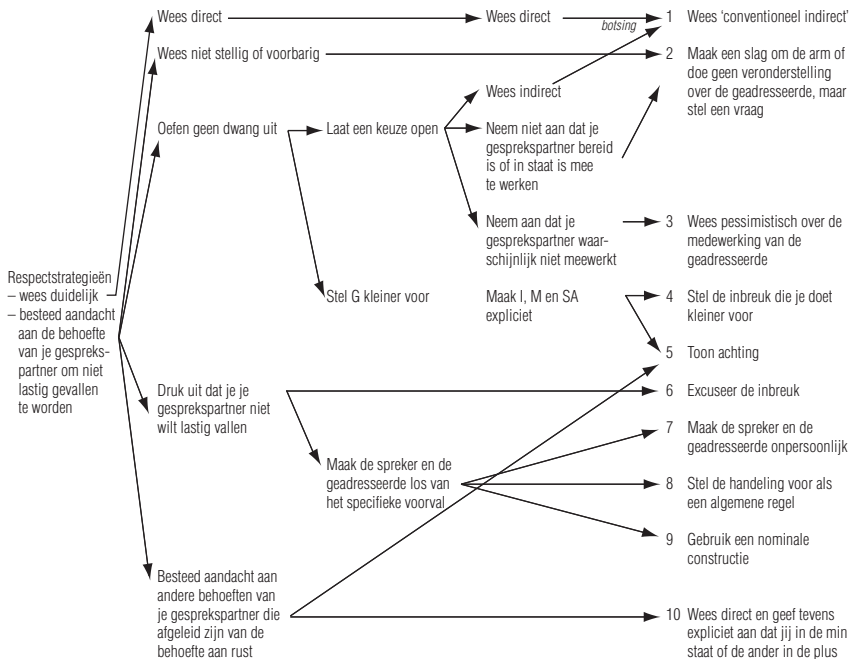 Respectstrategieën
– wees duidelijk
– besteed aandacht
aan de behoefte
van je gespreks-
partner om niet
lastig gevallen
te worden
Wees direct
Wees niet stellig of voorbarig
Oefen geen dwang uit
Druk uit dat je je
gesprekspartner niet
wilt lastig vallen
Besteed aandacht aan
andere behoeften van
je gesprekspartner die
afgeleid zijn van de
behoefte aan rust
Laat een keuze open
Stel G kleiner voor
Maak de spreker en de
geadresseerde los van
het specifieke voorval
Wees direct
botsing
Wees indirect
Neem niet aan dat je
gesprekspartner bereid
is of in staat is mee
te werken
Neem aan dat je
gesprekspartner waar-
schijnlijk niet meewerkt
Maak I, M en SA
expliciet
1 Wees ‘conventioneel indirect’
2 Maak een slag om de arm of
doe geen veronderstelling
over de geadresseerde, maar
stel een vraag
3 Wees pessimistisch over de
medewerking van de
geadresseerde
4 Stel de inbreuk die je doet
kleiner voor
5 Toon achting
6 Excuseer de inbreuk
7 Maak de spreker en de
geadresseerde onpersoonlijk
8 Stel de handeling voor als
een algemene regel
9 Gebruik een nominale
constructie
10 Wees direct en geef tevens
expliciet aan dat jij in de min
staat of de ander in de plus